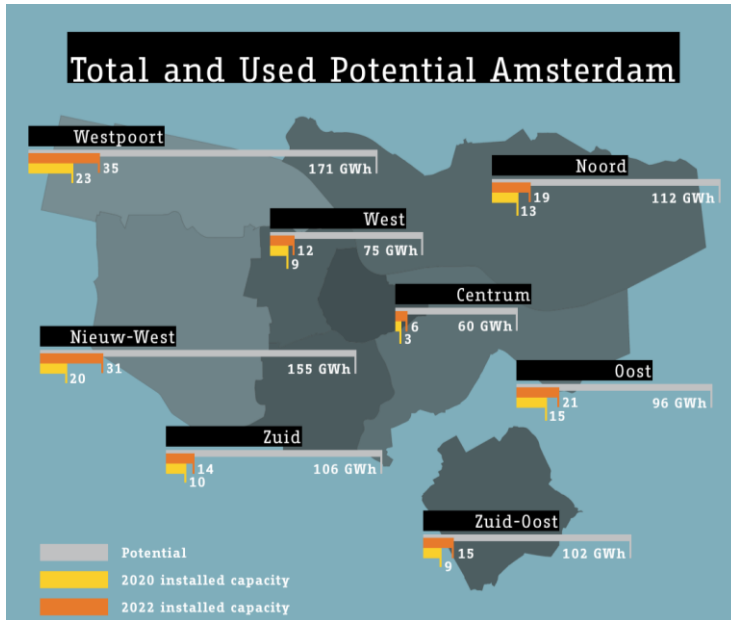 Total and Used Potential Amsterdam
Westpoort
35
171 GWh
23
Noord
19
112 GWh
13
West
12
75 GWh
9
Centrum
6
60 GWh
3
Nieuw-West
31
155 GWh
20
Oost
21
96 GWh
15
Zuid
14
106 GWh
10
Zuid-Oost
15
102 GWh
9
Potential
2020 installed capacity
2022 installed capacity